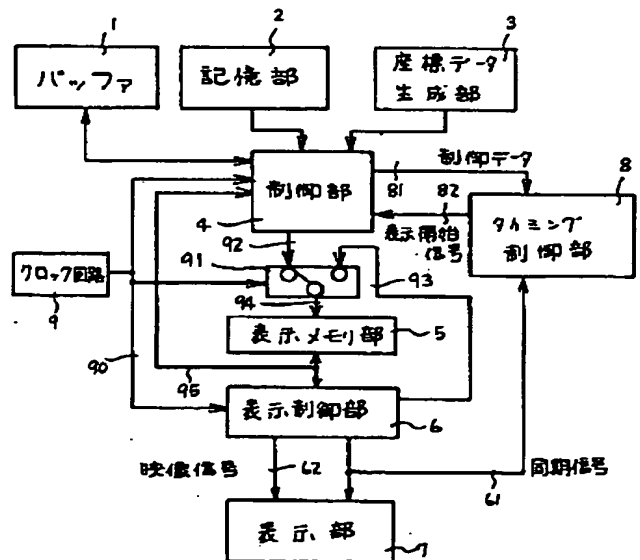 1
バッファ
2
記憶部
3
座標データ
生成部
制御部
4
制御データ
81
82
表示開始
信号
8
タイミング
制御部
92
91
93
94
クロック回路
9
90
95
表示メモリ部
5
表示制御部
6
映像信号
62
61
同期信号
表示部
7